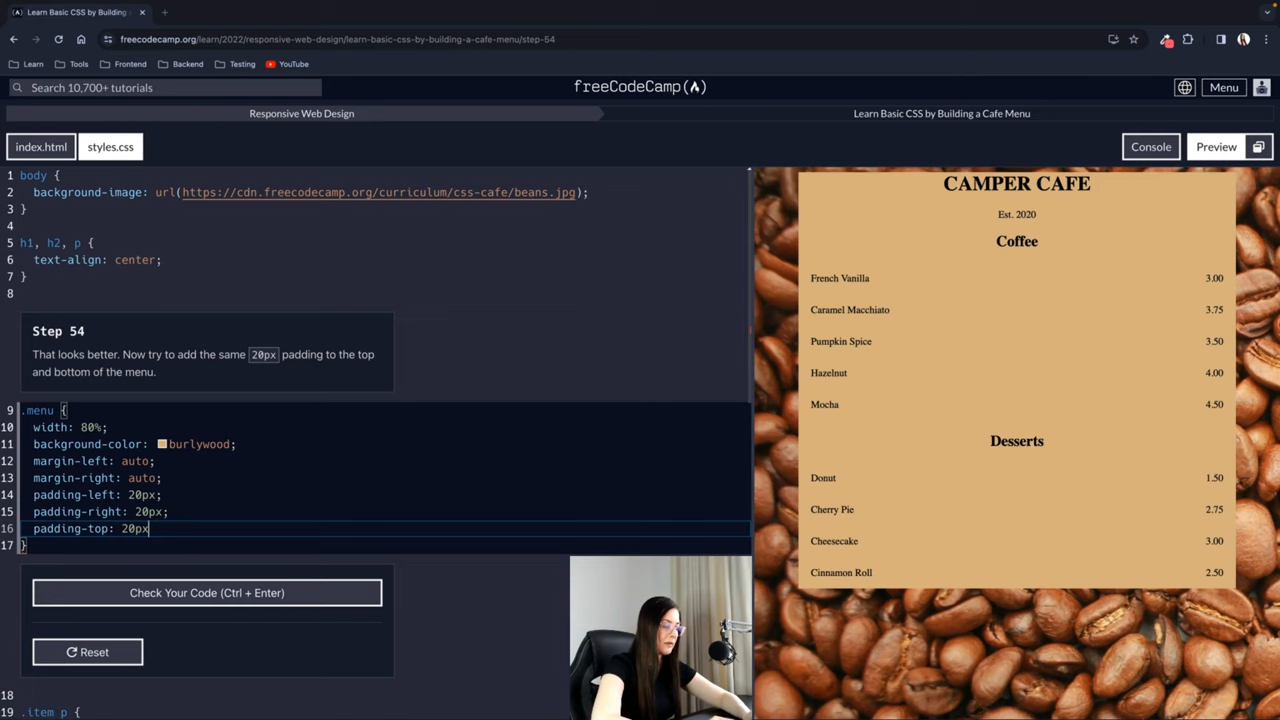 Learn Basic CSS by Building
freecodecamp.org/learn/2022/responsive-web-design/learn-basic-css-by-building-a-cafe-menu/step-54
Learn Tools Frontend Backend Testing YouTube
Search 10,700+ tutorials freeCodeCamp Menu
Responsive Web Design Learn Basic CSS by Building a Cafe Menu
index.html styles.css Console Preview
1 body {
2 background-image: url(https://cdn.freecodecamp.org/curriculum/css-cafe/beans.jpg);
3 }
4
5 h1, h2, p {
6 text-align: center;
7 }
8
Step 54
That looks better. Now try to add the same 20px padding to the top
and bottom of the menu.
9 .menu {
10 width: 80%;
11 background-color: burlywood;
12 margin-left: auto;
13 margin-right: auto;
14 padding-left: 20px;
15 padding-right: 20px;
16 padding-top: 20px
17 }
Check Your Code (Ctrl + Enter)
Reset
18
19 .item p {
CAMPER CAFE
Est. 2020
Coffee
French Vanilla 3.00
Caramel Macchiato 3.75
Pumpkin Spice 3.50
Hazelnut 4.00
Mocha 4.50
Desserts
Donut 1.50
Cherry Pie 2.75
Cheesecake 3.00
Cinnamon Roll 2.50